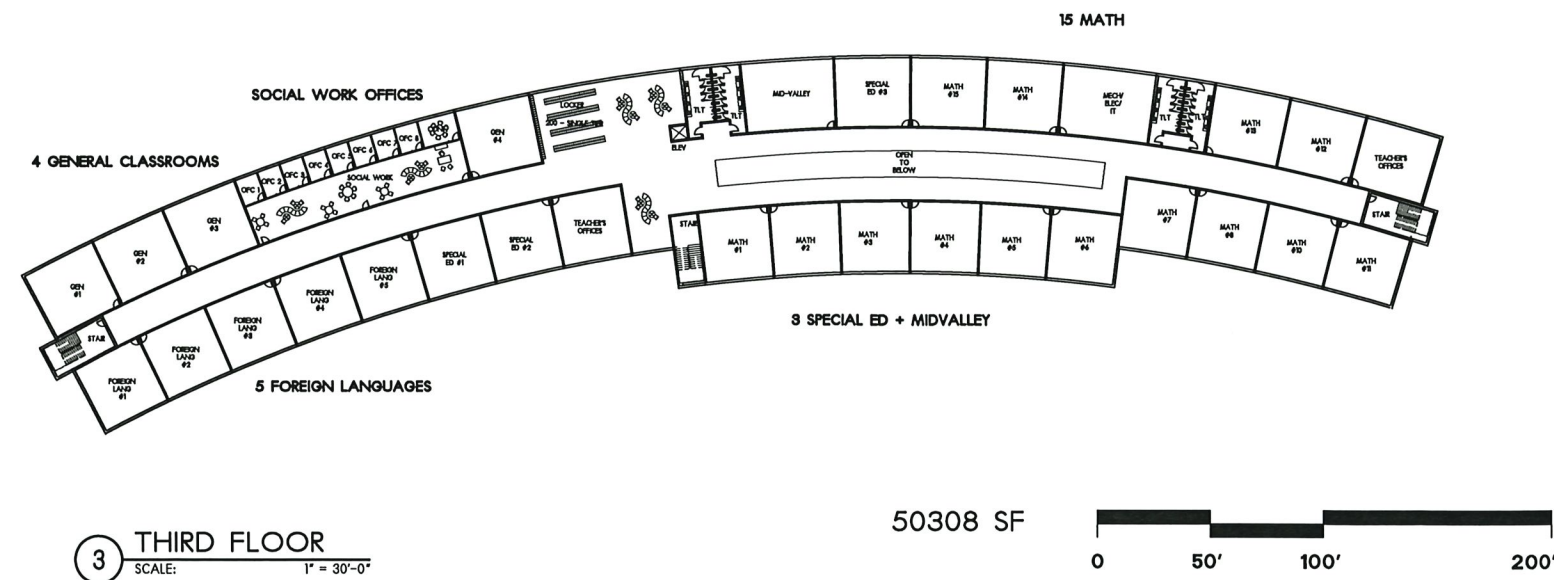 15 MATH
SOCIAL WORK OFFICES
4 GENERAL CLASSROOMS
GEN
#1
GEN
#2
GEN
#3
OFC 1
OFC 2
OFC 3
OFC 4
OFC 5
OFC 6
OFC 7
OFC 8
SOCIAL WORK
GEN
#4
LOCKER
200 - SINGLE-TIER
TLT
TLT
ELEV
MID-VALLEY
SPECIAL
ED #3
MATH
#15
MATH
#14
MECH/
ELEC/
IT
TLT
TLT
MATH
#13
MATH
#12
TEACHER'S
OFFICES
OPEN
TO
BELOW
STAIR
FOREIGN
LANG
#1
FOREIGN
LANG
#2
FOREIGN
LANG
#3
FOREIGN
LANG
#4
FOREIGN
LANG
#5
SPECIAL
ED #1
SPECIAL
ED #2
TEACHER'S
OFFICES
STAIR
MATH
#1
MATH
#2
MATH
#3
MATH
#4
MATH
#5
MATH
#6
MATH
#7
MATH
#8
MATH
#10
MATH
#11
STAIR
3 SPECIAL ED + MIDVALLEY
5 FOREIGN LANGUAGES
3
THIRD FLOOR
SCALE: 1" = 30'-0"
50308 SF
0 50' 100' 200'